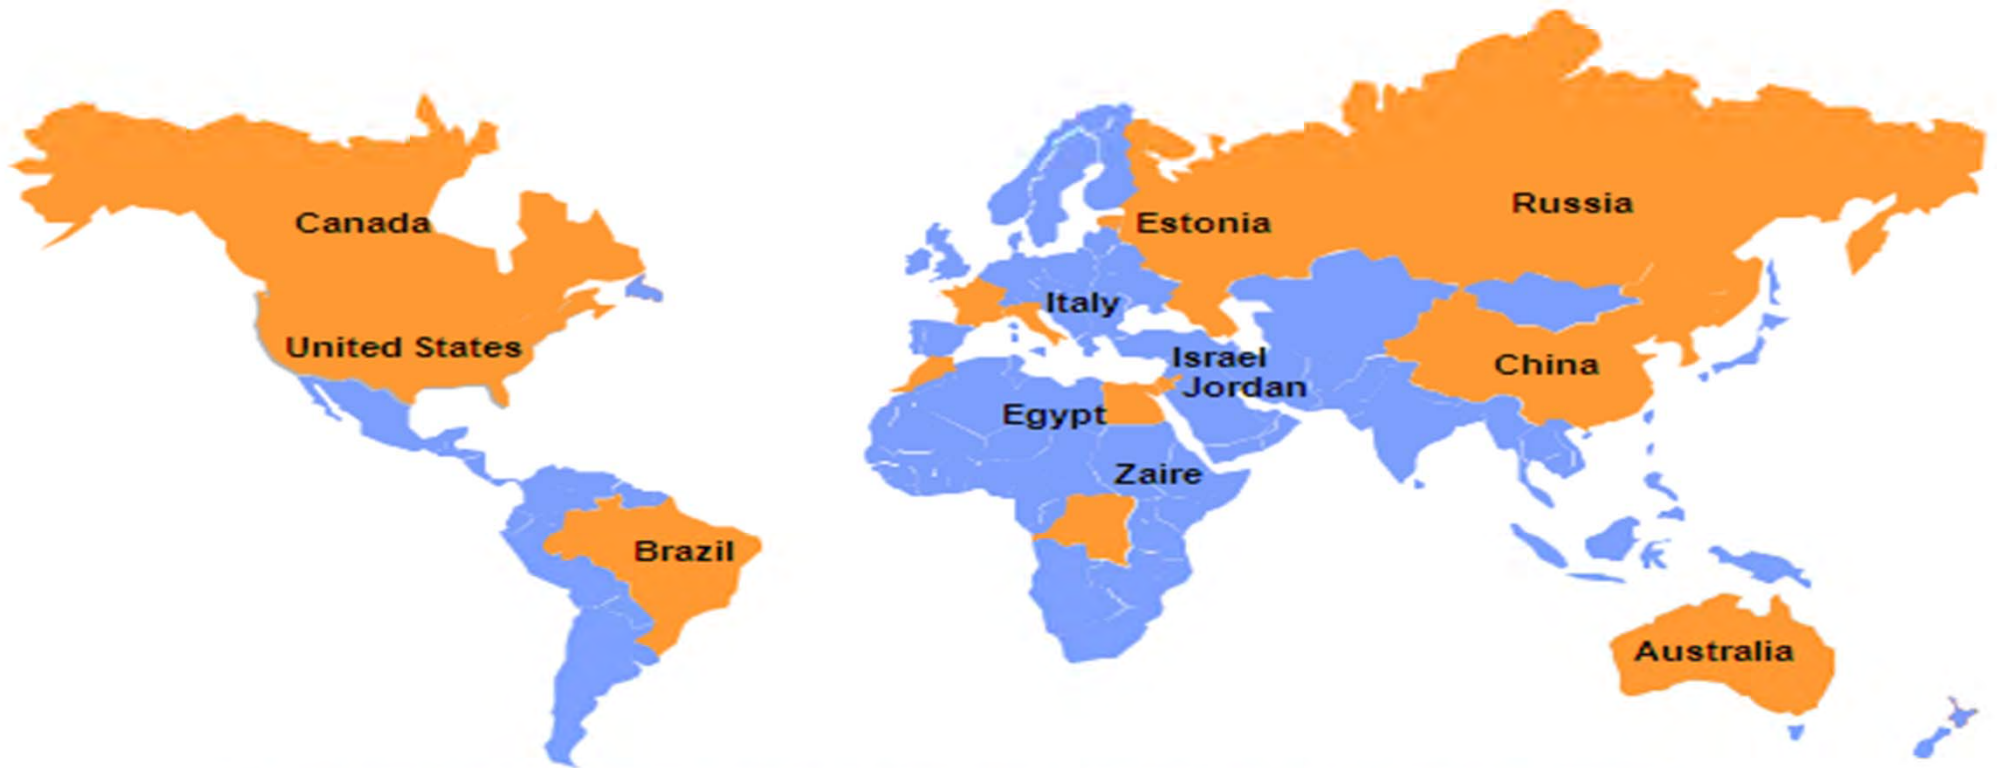 Canada
Estonia
Russia
Italy
United States
Israel
Jordan
China
Egypt
Zaire
Brazil
Australia